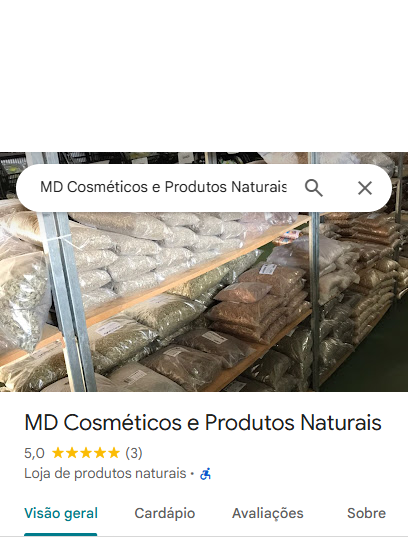 MD Cosméticos e Produtos Naturais
MD Cosméticos e Produtos Naturais
5,0 (3)
Loja de produtos naturais ·
Visão geral Cardápio Avaliações Sobre